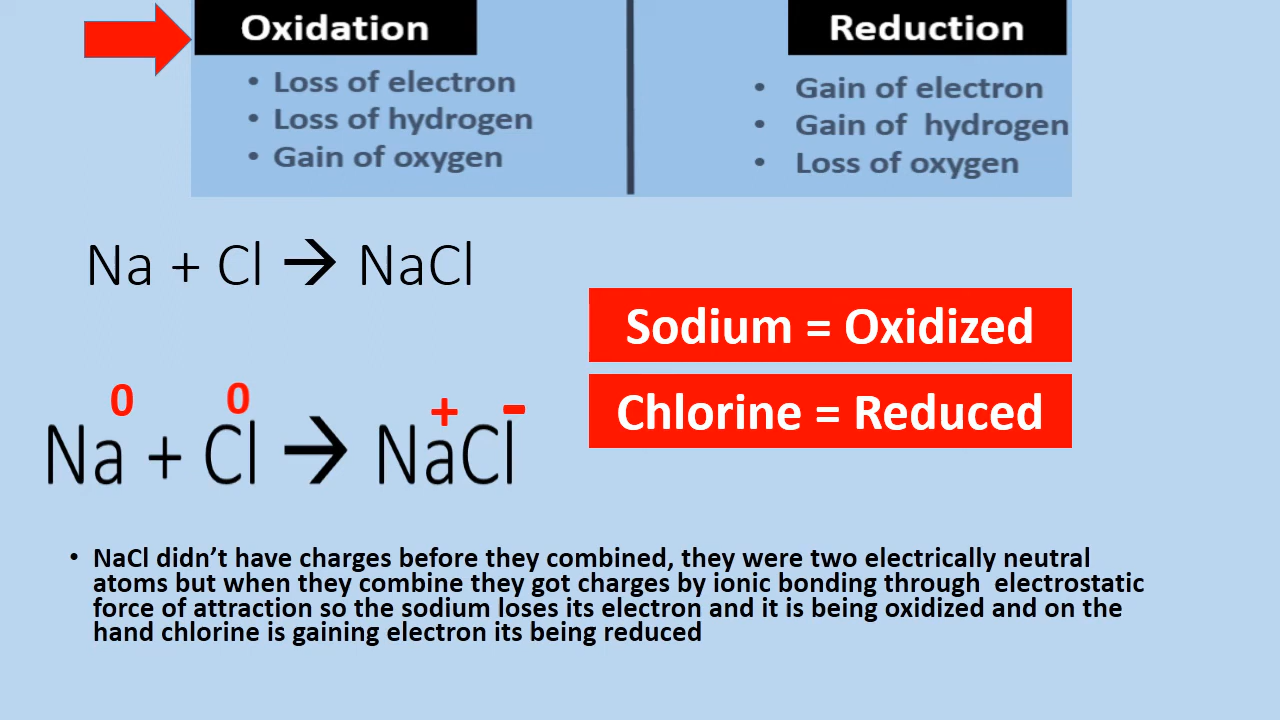 Oxidation
• Loss of electron
• Loss of hydrogen
• Gain of oxygen
Reduction
• Gain of electron
• Gain of hydrogen
• Loss of oxygen
Na + Cl → NaCl
Sodium = Oxidized
Chlorine = Reduced
0 0 + -
Na + Cl → NaCl
• NaCl didn’t have charges before they combined, they were two electrically neutral
atoms but when they combine they got charges by ionic bonding through electrostatic
force of attraction so the sodium loses its electron and it is being oxidized and on the
hand chlorine is gaining electron its being reduced